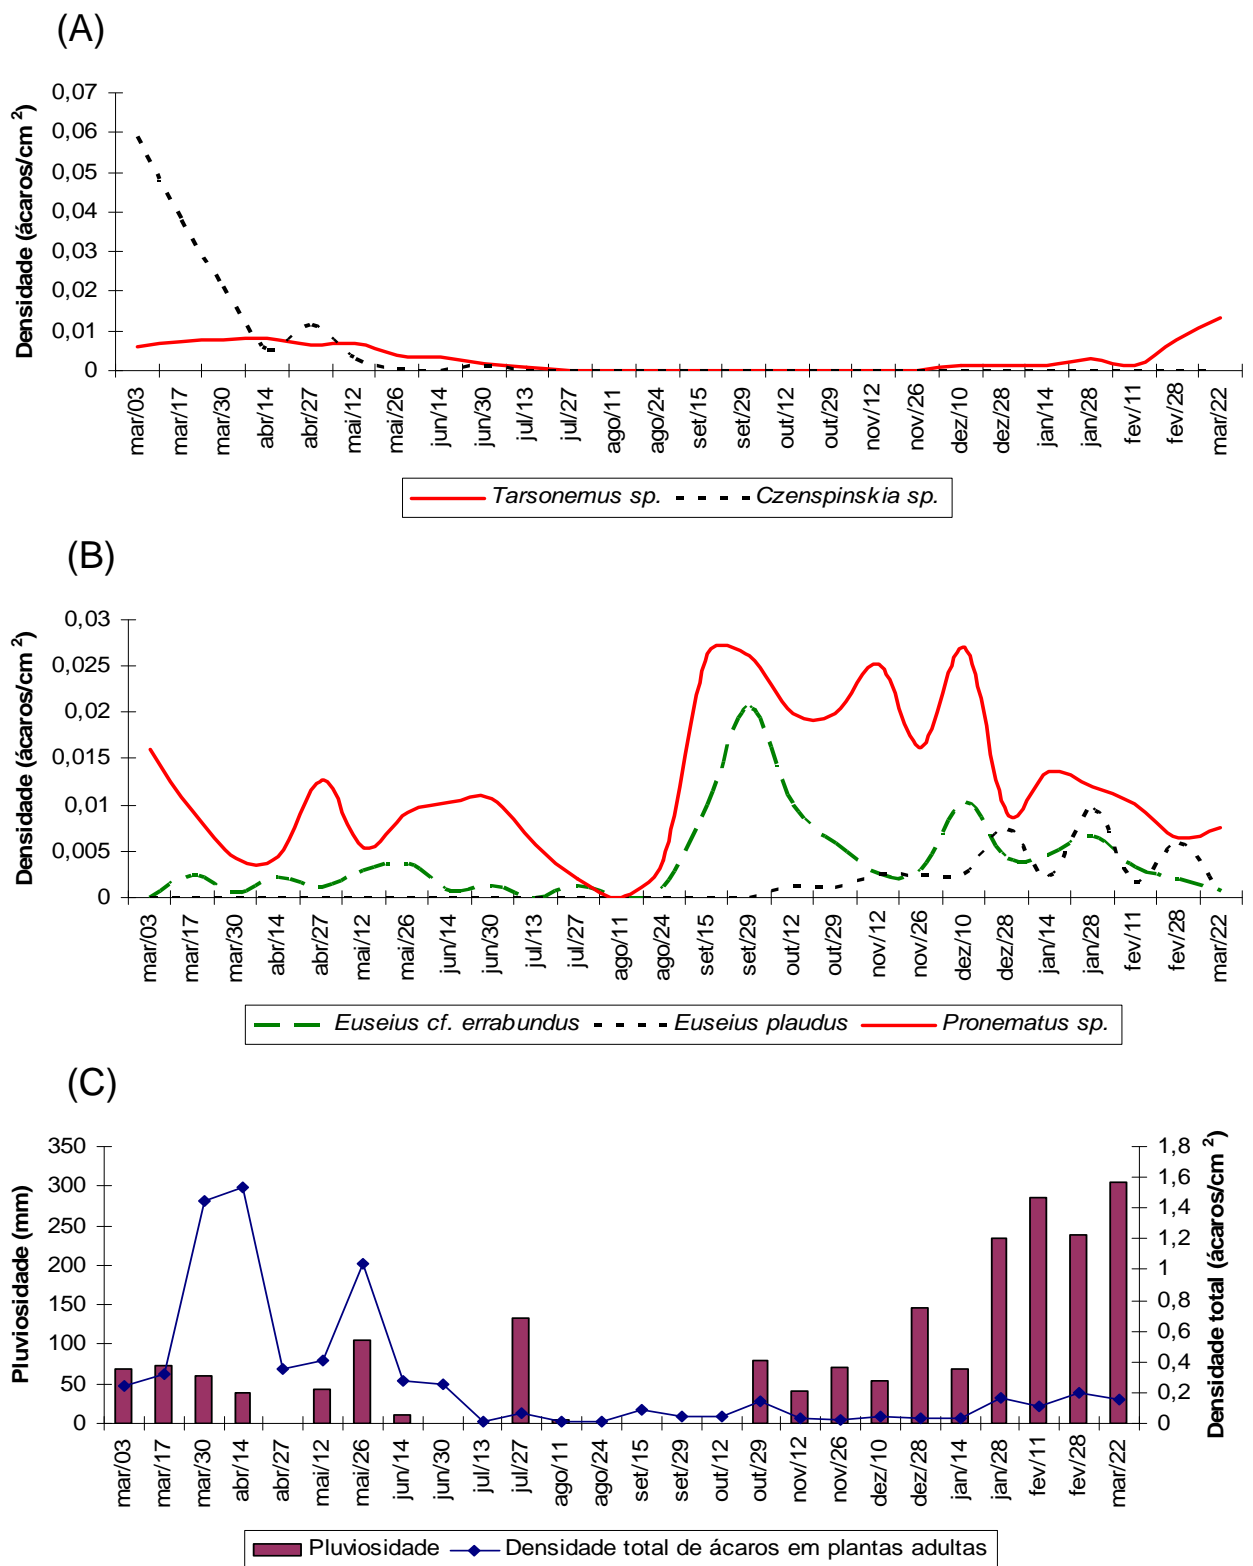 (A)
Densidade (ácaros/cm ²)
0,07
0,06
0,05
0,04
0,03
0,02
0,01
0
mar/03
mar/17
mar/30
abr/14
abr/27
mai/12
mai/26
jun/14
jun/30
jul/13
jul/27
ago/11
ago/24
set/15
set/29
out/12
out/29
nov/12
nov/26
dez/10
dez/28
jan/14
jan/28
fev/11
fev/28
mar/22
Tarsonemus sp. Czenspinskia sp.
(B)
Densidade (ácaros/cm ²)
0,03
0,025
0,02
0,015
0,01
0,005
0
mar/03
mar/17
mar/30
abr/14
abr/27
mai/12
mai/26
jun/14
jun/30
jul/13
jul/27
ago/11
ago/24
set/15
set/29
out/12
out/29
nov/12
nov/26
dez/10
dez/28
jan/14
jan/28
fev/11
fev/28
mar/22
Euseius cf. errabundus Euseius plaudus Pronematus sp.
(C)
Pluviosidade (mm)
350
300
250
200
150
100
50
0
1,8
1,6
1,4
1,2
1
0,8
0,6
0,4
0,2
0
Densidade total (ácaros/cm ²)
mar/03
mar/17
mar/30
abr/14
abr/27
mai/12
mai/26
jun/14
jun/30
jul/13
jul/27
ago/11
ago/24
set/15
set/29
out/12
out/29
nov/12
nov/26
dez/10
dez/28
jan/14
jan/28
fev/11
fev/28
mar/22
Pluviosidade Densidade total de ácaros em plantas adultas